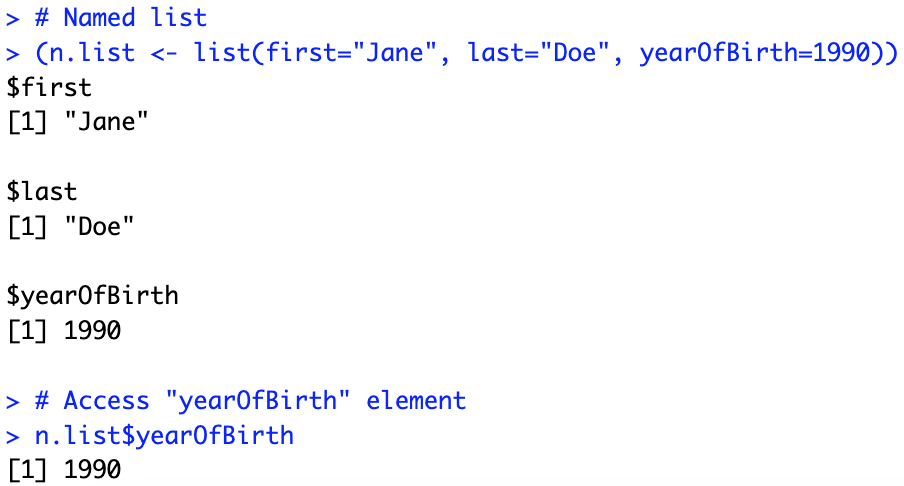 > # Named list
> (n.list <- list(first="Jane", last="Doe", yearOfBirth=1990))
$first
[1] "Jane"
$last
[1] "Doe"
$yearOfBirth
[1] 1990
> # Access "yearOfBirth" element
> n.list$yearOfBirth
[1] 1990